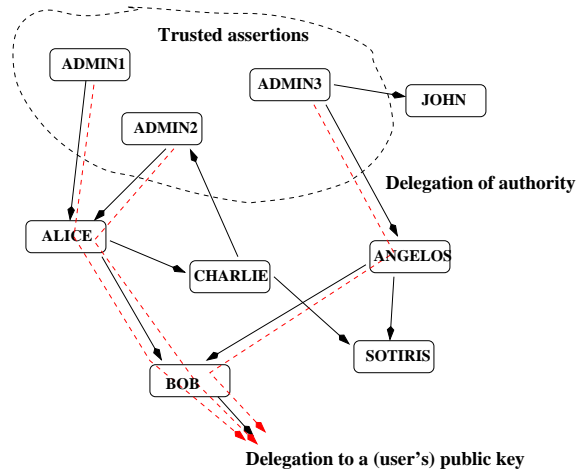 Trusted assertions
ADMIN1
ADMIN3
JOHN
ADMIN2
Delegation of authority
ALICE
ANGELOS
CHARLIE
SOTIRIS
BOB
Delegation to a (user's) public key